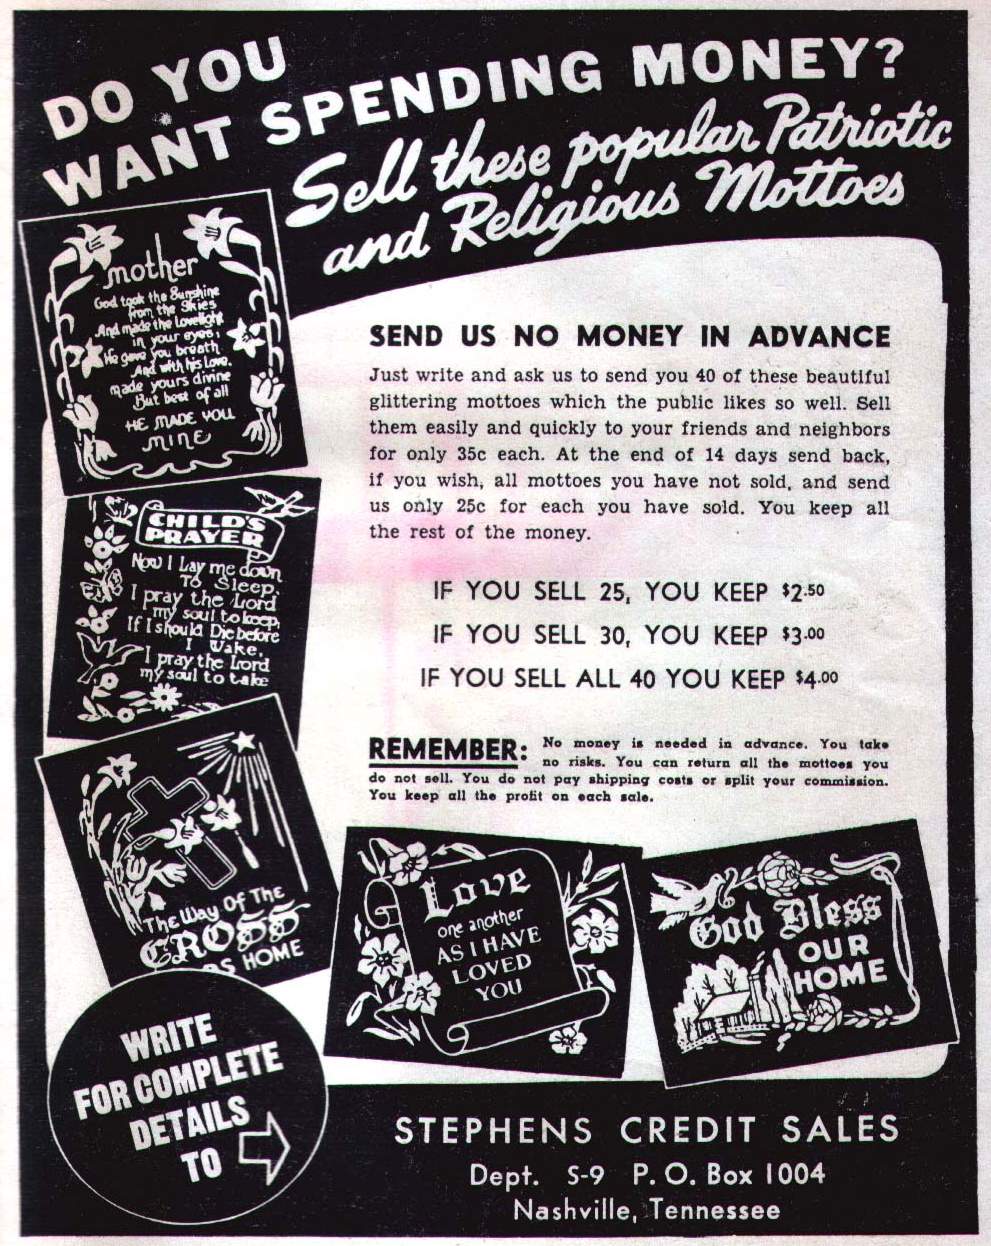 DO YOU
WANT SPENDING MONEY?
Sell these popular Patriotic
and Religious Mottoes
mother
God took the Sunshine
from the Skies
And made the Lovelight
in your eyes;
He gave you breath
And with his Love,
made yours divine
But best of all
HE MADE YOU
MINE
CHILD'S
PRAYER
Now I Lay me down
To Sleep.
I pray the Lord
my soul to keep,
If I should Die before
I Wake,
I pray the Lord
my soul to take
The Way Of The
CROSS
HOME
SEND US NO MONEY IN ADVANCE
Just write and ask us to send you 40 of these beautiful
glittering mottoes which the public likes so well. Sell
them easily and quickly to your friends and neighbors
for only 35c each. At the end of 14 days send back,
if you wish, all mottoes you have not sold, and send
us only 25c for each you have sold. You keep all
the rest of the money.
IF YOU SELL 25, YOU KEEP $2.50
IF YOU SELL 30, YOU KEEP $3.00
IF YOU SELL ALL 40 YOU KEEP $4.00
REMEMBER: No money is needed in advance. You take
no risks. You can return all the mottoes you
do not sell. You do not pay shipping costs or split your commission.
You keep all the profit on each sale.
Love
one another
AS I HAVE
LOVED
YOU
God Bless
OUR
HOME
WRITE
FOR COMPLETE
DETAILS
TO
STEPHENS CREDIT SALES
Dept. S-9 P. O. Box 1004
Nashville, Tennessee